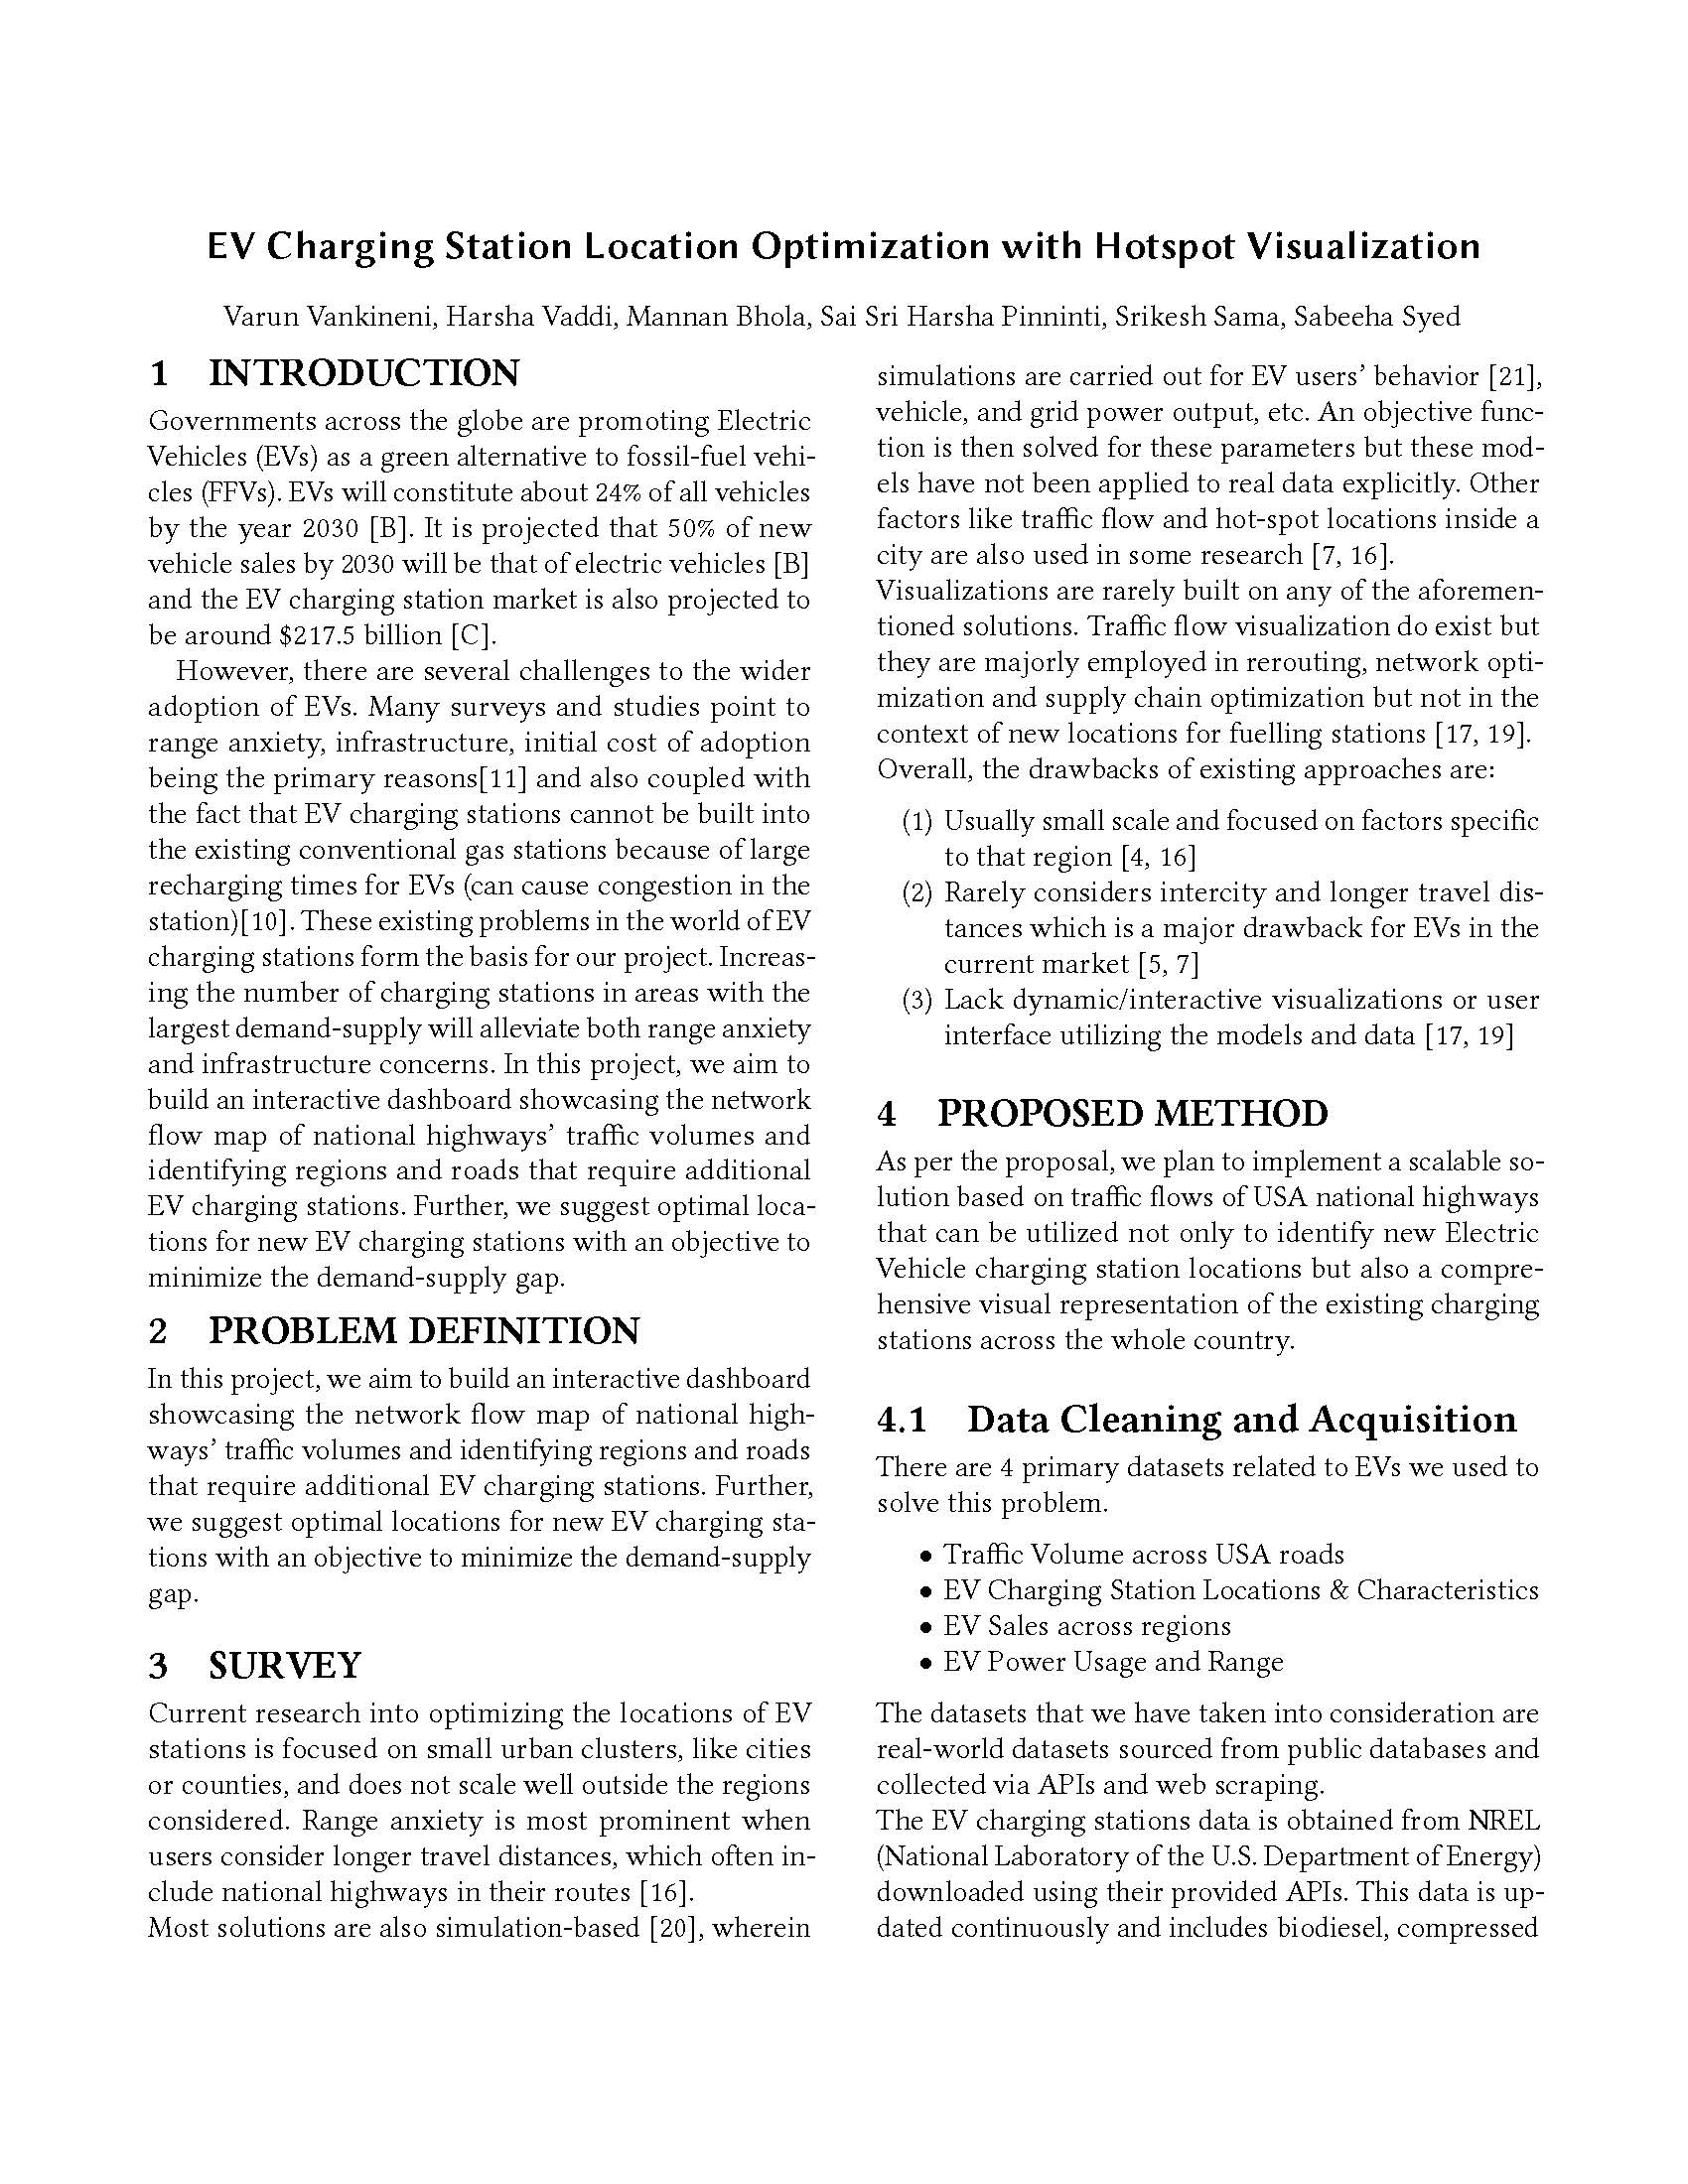 EV Charging Station Location Optimization with Hotspot Visualization
Varun Vankineni, Harsha Vaddi, Mannan Bhola, Sai Sri Harsha Pinninti, Srikesh Sama, Sabeeha Syed
1 INTRODUCTION
Governments across the globe are promoting Electric
Vehicles (EVs) as a green alternative to fossil-fuel vehi-
cles (FFVs). EVs will constitute about 24% of all vehicles
by the year 2030 [B]. It is projected that 50% of new
vehicle sales by 2030 will be that of electric vehicles [B]
and the EV charging station market is also projected to
be around $217.5 billion [C].
However, there are several challenges to the wider
adoption of EVs. Many surveys and studies point to
range anxiety, infrastructure, initial cost of adoption
being the primary reasons[11] and also coupled with
the fact that EV charging stations cannot be built into
the existing conventional gas stations because of large
recharging times for EVs (can cause congestion in the
station)[10]. These existing problems in the world of EV
charging stations form the basis for our project. Increas-
ing the number of charging stations in areas with the
largest demand-supply will alleviate both range anxiety
and infrastructure concerns. In this project, we aim to
build an interactive dashboard showcasing the network
flow map of national highways' traffic volumes and
identifying regions and roads that require additional
EV charging stations. Further, we suggest optimal loca-
tions for new EV charging stations with an objective to
minimize the demand-supply gap.
2 PROBLEM DEFINITION
In this project, we aim to build an interactive dashboard
showcasing the network flow map of national high-
ways' traffic volumes and identifying regions and roads
that require additional EV charging stations. Further,
we suggest optimal locations for new EV charging sta-
tions with an objective to minimize the demand-supply
gap.
3 SURVEY
Current research into optimizing the locations of EV
stations is focused on small urban clusters, like cities
or counties, and does not scale well outside the regions
considered. Range anxiety is most prominent when
users consider longer travel distances, which often in-
clude national highways in their routes [16].
Most solutions are also simulation-based [20], wherein
simulations are carried out for EV users' behavior [21],
vehicle, and grid power output, etc. An objective func-
tion is then solved for these parameters but these mod-
els have not been applied to real data explicitly. Other
factors like traffic flow and hot-spot locations inside a
city are also used in some research [7, 16].
Visualizations are rarely built on any of the aforemen-
tioned solutions. Traffic flow visualization do exist but
they are majorly employed in rerouting, network opti-
mization and supply chain optimization but not in the
context of new locations for fuelling stations [17, 19].
Overall, the drawbacks of existing approaches are:
(1) Usually small scale and focused on factors specific
to that region [4, 16]
(2) Rarely considers intercity and longer travel dis-
tances which is a major drawback for EVs in the
current market [5, 7]
(3) Lack dynamic/interactive visualizations or user
interface utilizing the models and data [17, 19]
4 PROPOSED METHOD
As per the proposal, we plan to implement a scalable so-
lution based on traffic flows of USA national highways
that can be utilized not only to identify new Electric
Vehicle charging station locations but also a compre-
hensive visual representation of the existing charging
stations across the whole country.
4.1 Data Cleaning and Acquisition
There are 4 primary datasets related to EVs we used to
solve this problem.
• Traffic Volume across USA roads
• EV Charging Station Locations & Characteristics
• EV Sales across regions
• EV Power Usage and Range
The datasets that we have taken into consideration are
real-world datasets sourced from public databases and
collected via APIs and web scraping.
The EV charging stations data is obtained from NREL
(National Laboratory of the U.S. Department of Energy)
downloaded using their provided APIs. This data is up-
dated continuously and includes biodiesel, compressed